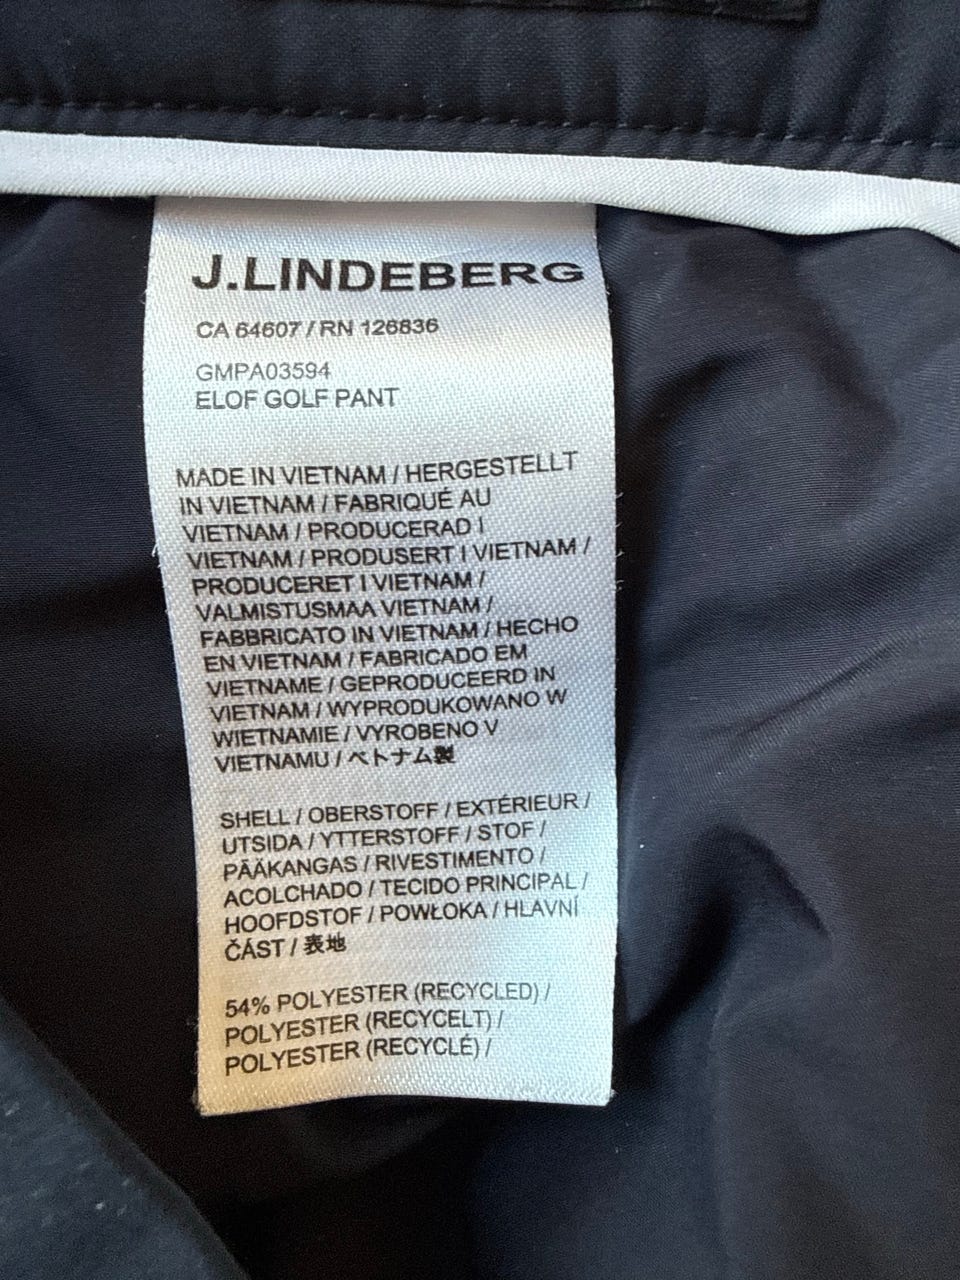 J.LINDEBERG
CA 64607 / RN 126836
GMPA03594
ELOF GOLF PANT
MADE IN VIETNAM / HERGESTELLT
IN VIETNAM / FABRIQUÉ AU
VIETNAM / PRODUCERAD I
VIETNAM / PRODUSERT I VIETNAM /
PRODUCERET I VIETNAM /
VALMISTUSMAA VIETNAM /
FABBRICATO IN VIETNAM / HECHO
EN VIETNAM / FABRICADO EM
VIETNAME / GEPRODUCEERD IN
VIETNAM / WYPRODUKOWANO W
WIETNAMIE / VYROBENO V
VIETNAMU / ベトナム製
SHELL / OBERSTOFF / EXTÉRIEUR /
UTSIDA / YTTERSTOFF / STOF /
PÄÄKANGAS / RIVESTIMENTO /
ACOLCHADO / TECIDO PRINCIPAL /
HOOFDSTOF / POWŁOKA / HLAVNÍ
ČÁST / 表地
54% POLYESTER (RECYCLED) /
POLYESTER (RECYCELT) /
POLYESTER (RECYCLÉ) /